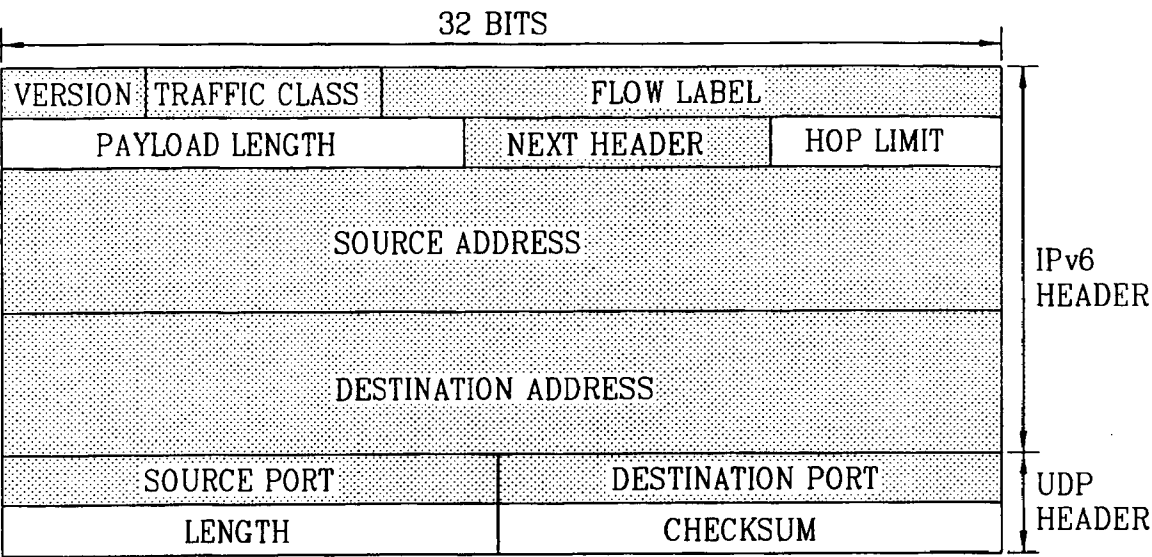 32 BITS
VERSION TRAFFIC CLASS FLOW LABEL
PAYLOAD LENGTH NEXT HEADER HOP LIMIT
SOURCE ADDRESS
IPv6
HEADER
DESTINATION ADDRESS
SOURCE PORT DESTINATION PORT
UDP
HEADER
LENGTH CHECKSUM